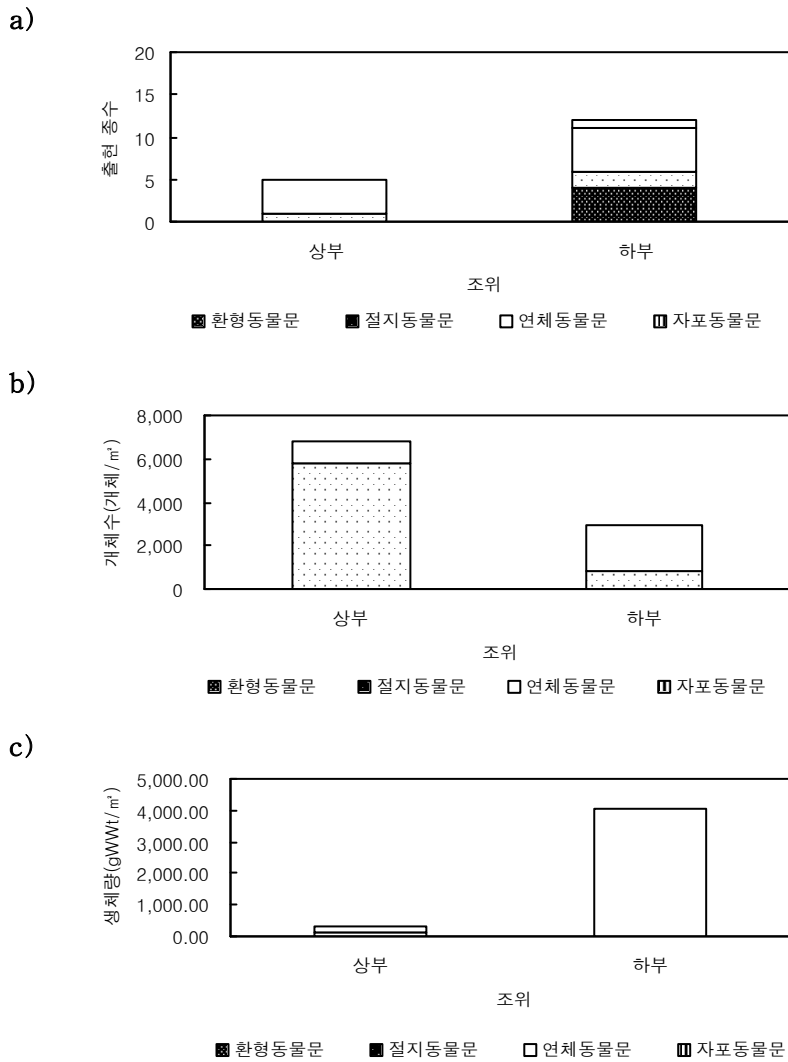 a)
20
15
10
5
0
출현 종수
상부 하부
조위
환형동물문 절지동물문 연체동물문 자포동물문
b)
8,000
6,000
4,000
2,000
0
개체수(개체/㎡)
상부 하부
조위
환형동물문 절지동물문 연체동물문 자포동물문
c)
5,000.00
4,000.00
3,000.00
2,000.00
1,000.00
0.00
생체량(gWWt/㎡)
상부 하부
조위
환형동물문 절지동물문 연체동물문 자포동물문